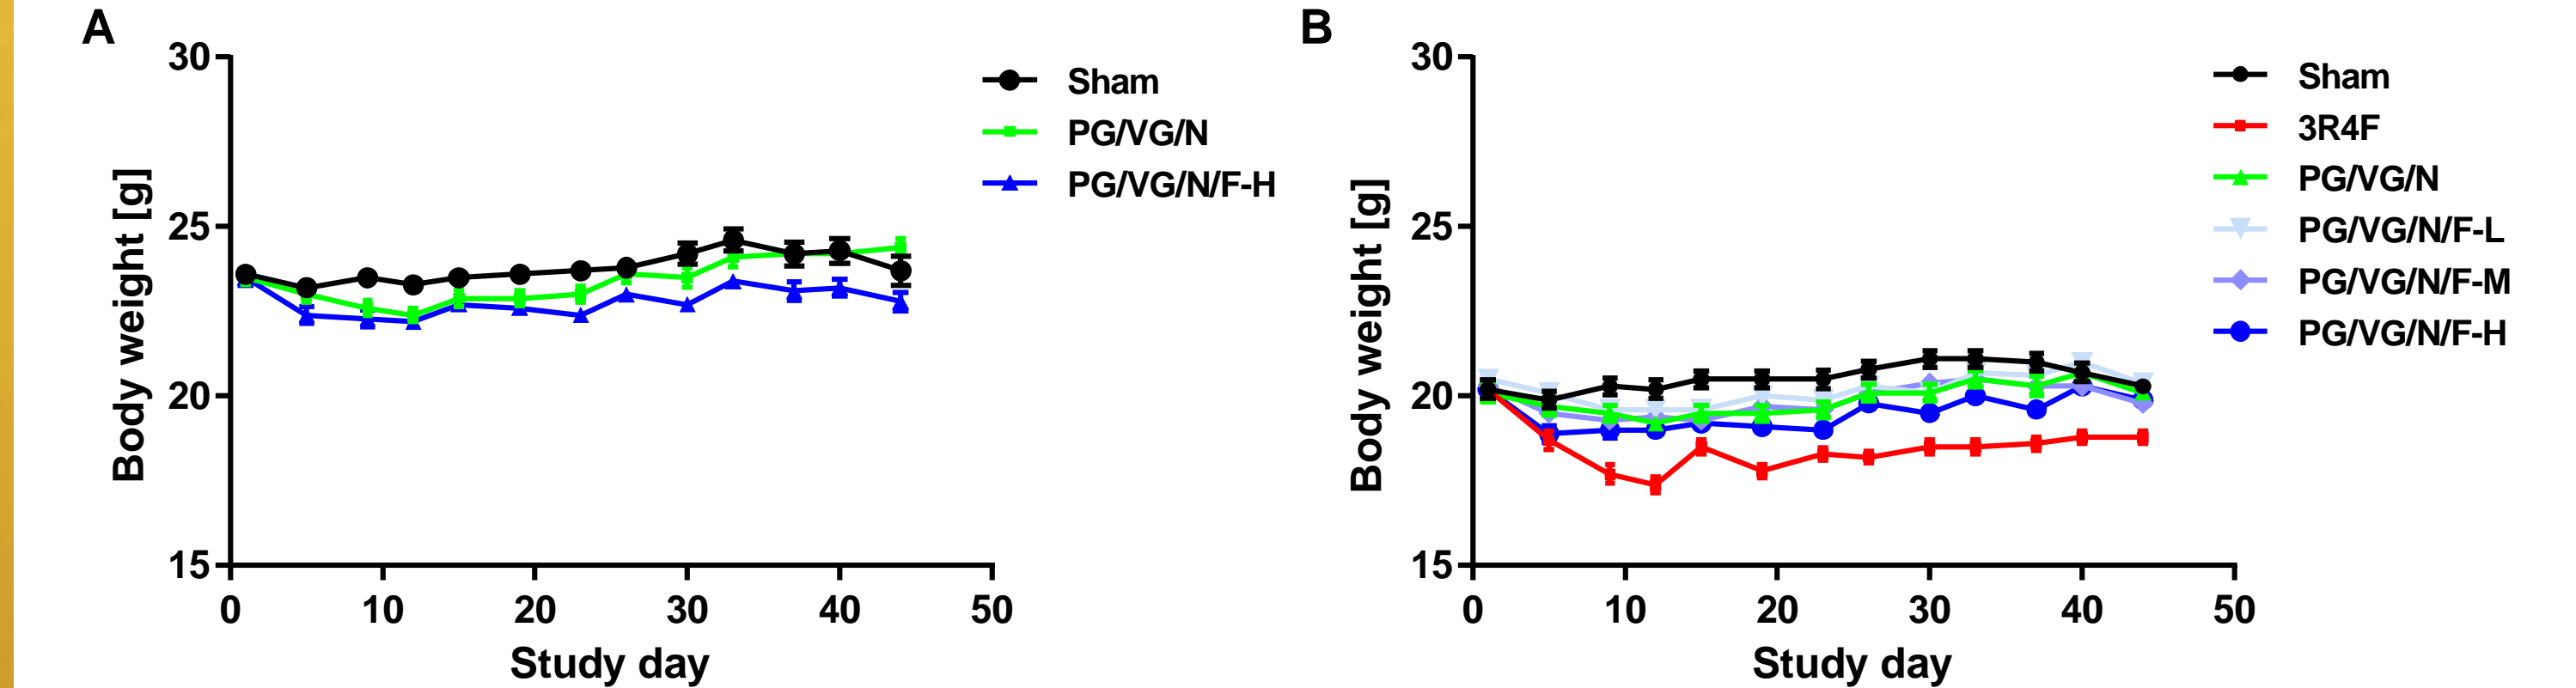 A
30
25
20
15
0 10 20 30 40 50
Body weight [g]
Study day
Sham
PG/VG/N
PG/VG/N/F-H
B
30
25
20
15
0 10 20 30 40 50
Body weight [g]
Study day
Sham
3R4F
PG/VG/N
PG/VG/N/F-L
PG/VG/N/F-M
PG/VG/N/F-H